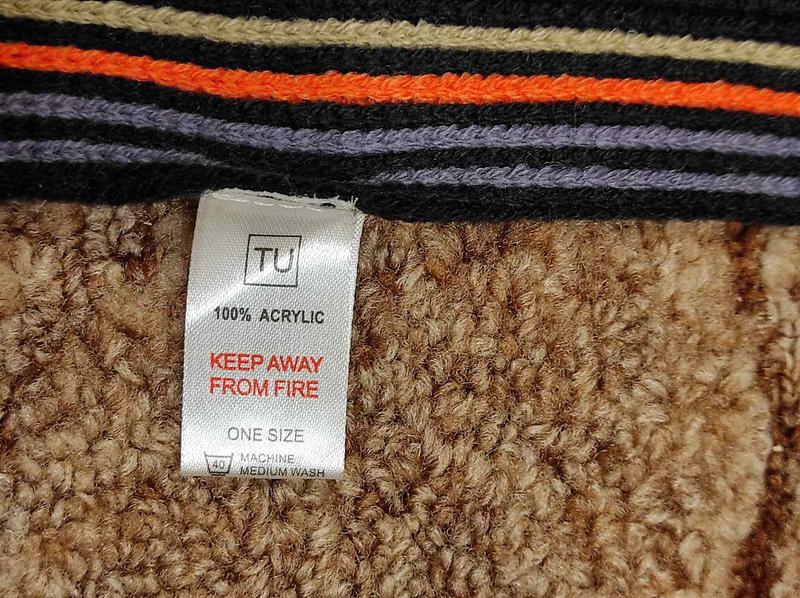 TU
100% ACRYLIC
KEEP AWAY
FROM FIRE
ONE SIZE
40 MACHINE
MEDIUM WASH